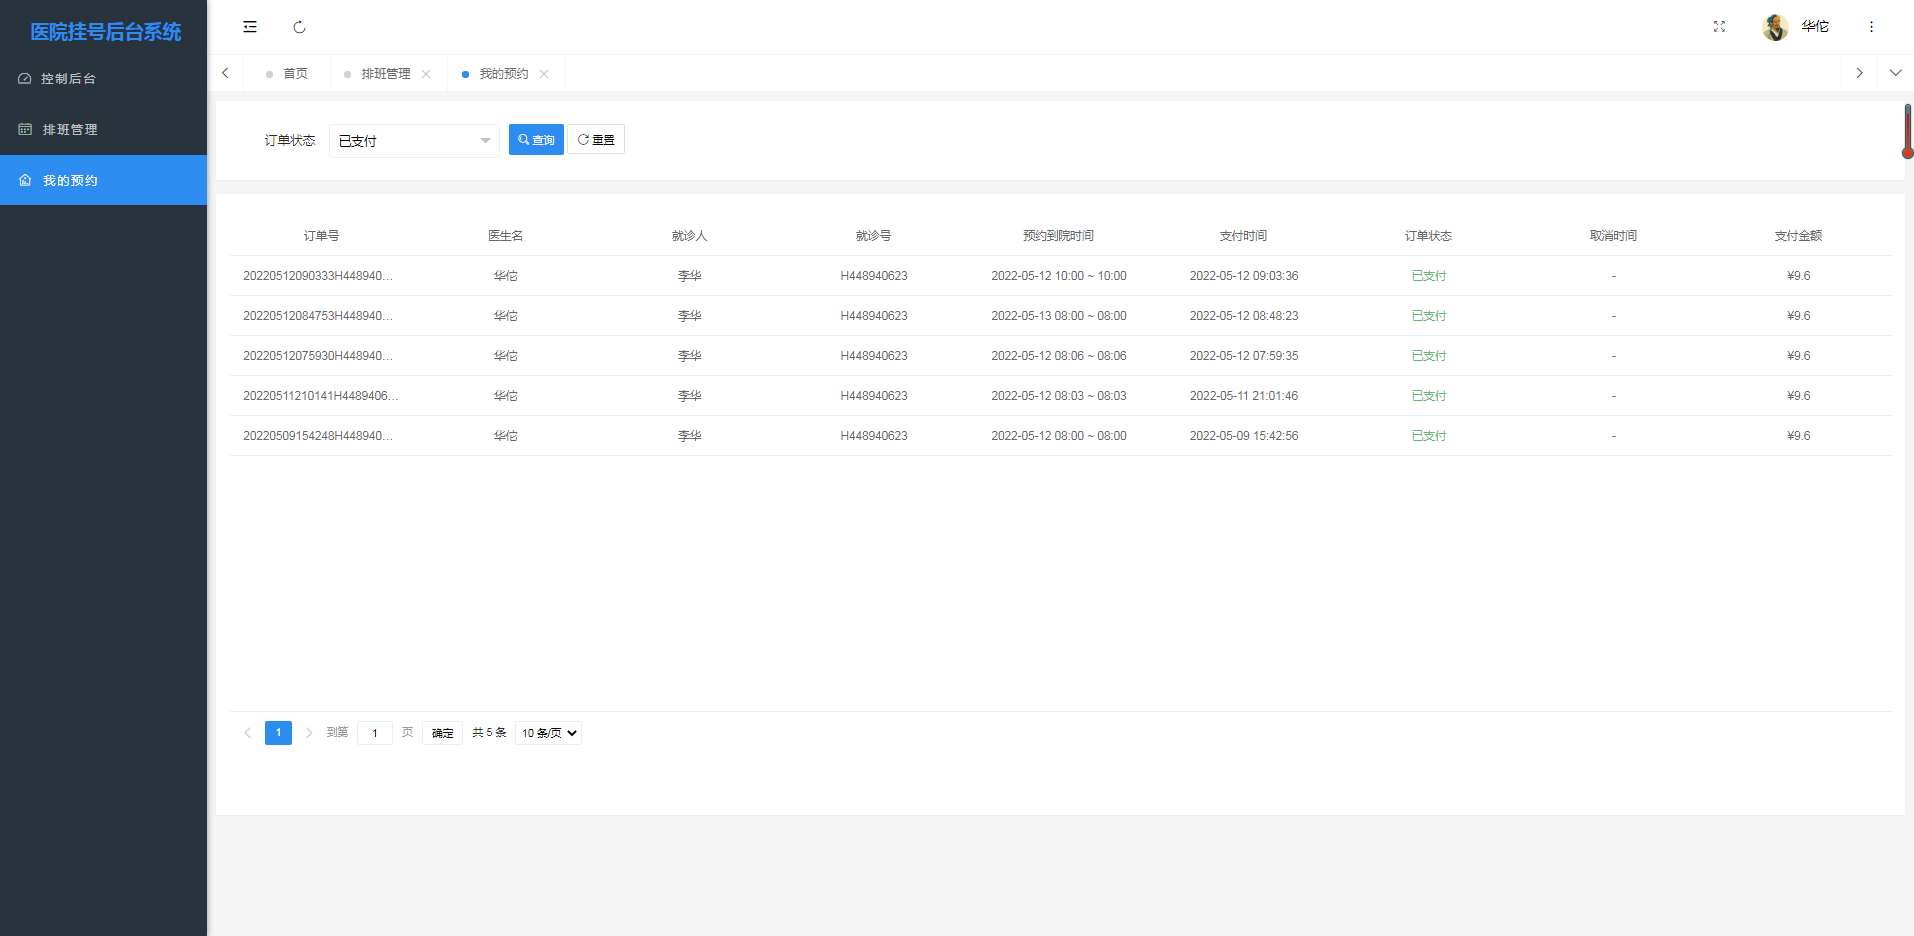 医院挂号后台系统
控制后台
排班管理
我的预约
华佗
首页
排班管理
我的预约
订单状态 已支付 查询 重置
订单号 医生名 就诊人 就诊号 预约到院时间 支付时间 订单状态 取消时间 支付金额
20220512090333H448940... 华佗 李华 H448940623 2022-05-12 10:00 ~ 10:00 2022-05-12 09:03:36 已支付 - ¥9.6
20220512084753H448940... 华佗 李华 H448940623 2022-05-13 08:00 ~ 08:00 2022-05-12 08:48:23 已支付 - ¥9.6
20220512075930H448940... 华佗 李华 H448940623 2022-05-12 08:06 ~ 08:06 2022-05-12 07:59:35 已支付 - ¥9.6
20220511210141H4489406... 华佗 李华 H448940623 2022-05-12 08:03 ~ 08:03 2022-05-11 21:01:46 已支付 - ¥9.6
20220509154248H448940... 华佗 李华 H448940623 2022-05-12 08:00 ~ 08:00 2022-05-09 15:42:56 已支付 - ¥9.6
1 到第 1 页 确定 共 5 条 10 条/页